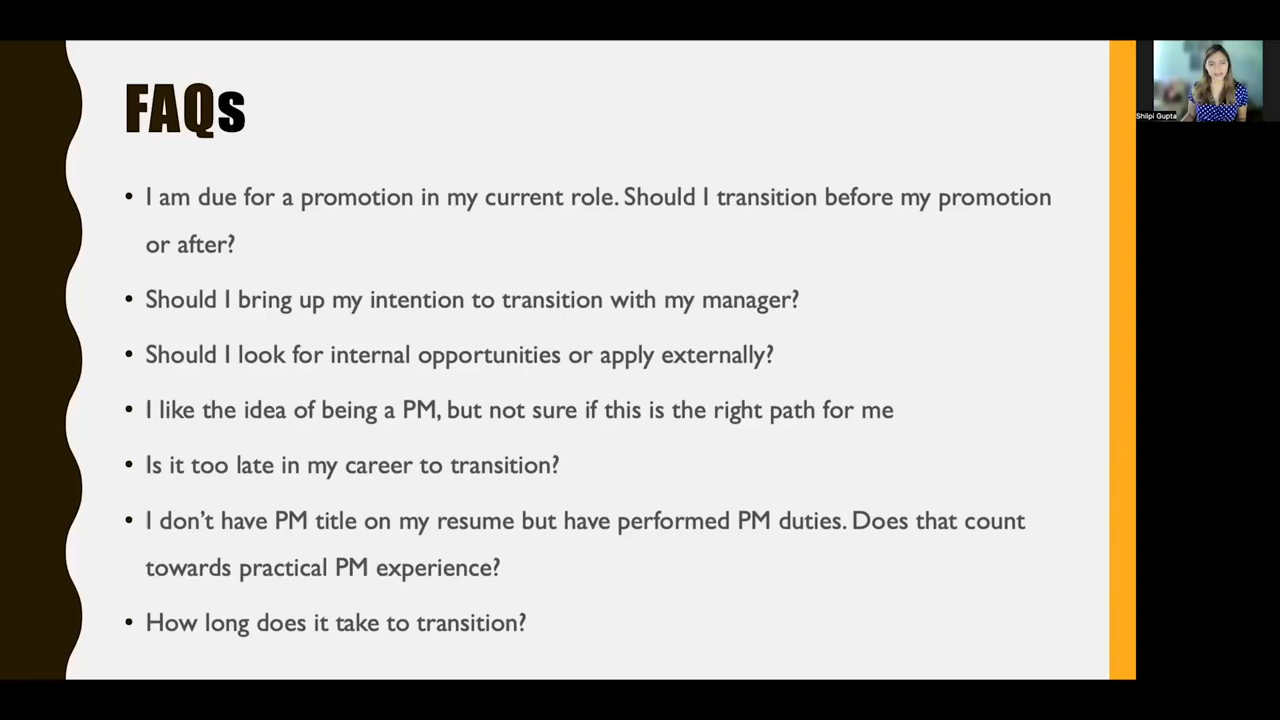 FAQs
• I am due for a promotion in my current role. Should I transition before my promotion
or after?
• Should I bring up my intention to transition with my manager?
• Should I look for internal opportunities or apply externally?
• I like the idea of being a PM, but not sure if this is the right path for me
• Is it too late in my career to transition?
• I don't have PM title on my resume but have performed PM duties. Does that count
towards practical PM experience?
• How long does it take to transition?
Shilpi Gupta